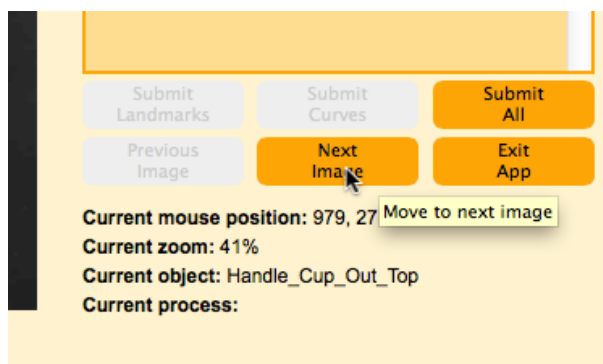 Submit Submit Submit
Landmarks Curves All
Previous Next Exit
Image Image App
Current mouse position: 979, 27
Move to next image
Current zoom: 41%
Current object: Handle_Cup_Out_Top
Current process: